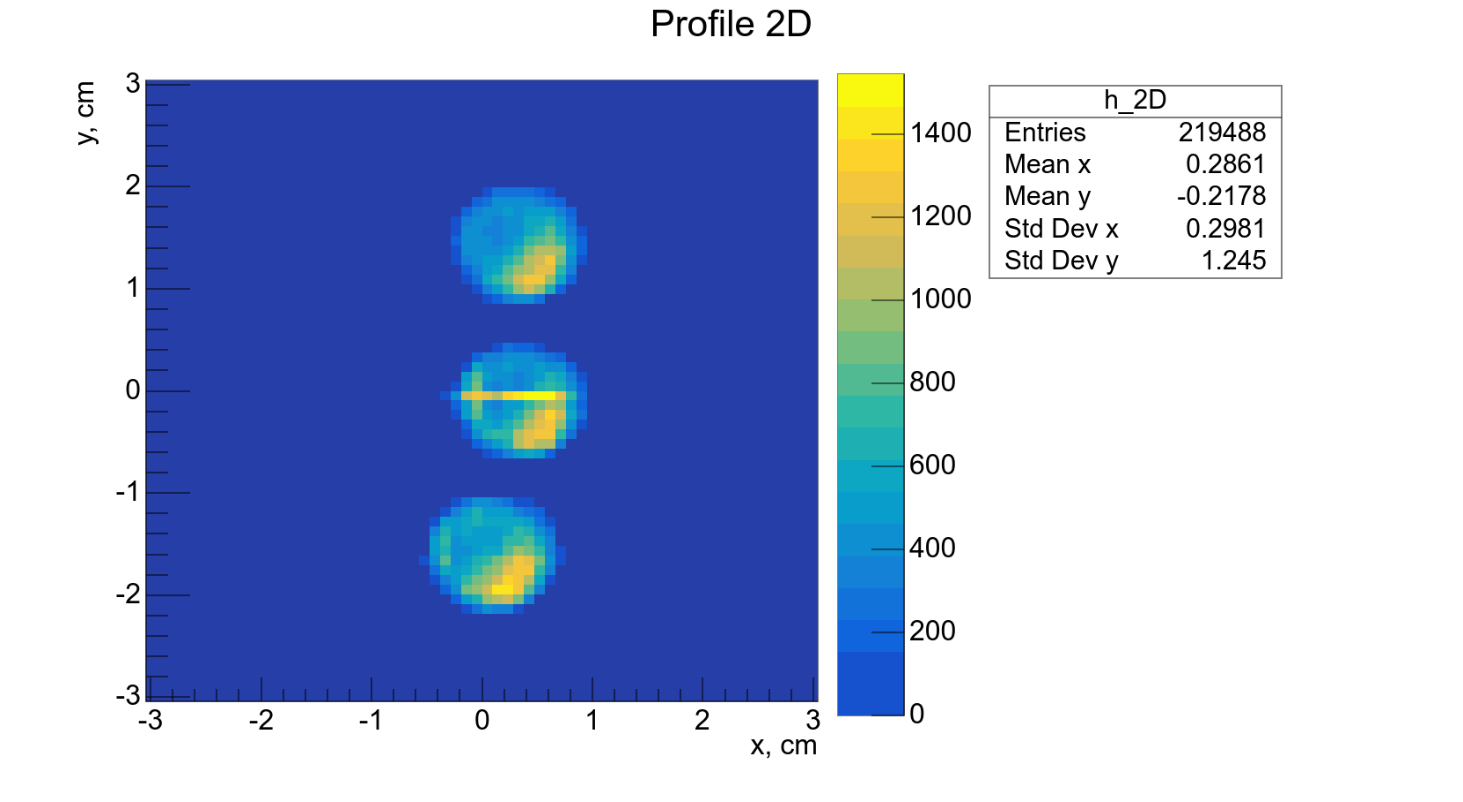 Profile 2D
y, cm
3
2
1
0
-1
-2
-3
-3 -2 -1 0 1 2 3
x, cm
1400
1200
1000
800
600
400
200
0
h_2D
Entries 219488
Mean x 0.2861
Mean y -0.2178
Std Dev x 0.2981
Std Dev y 1.245